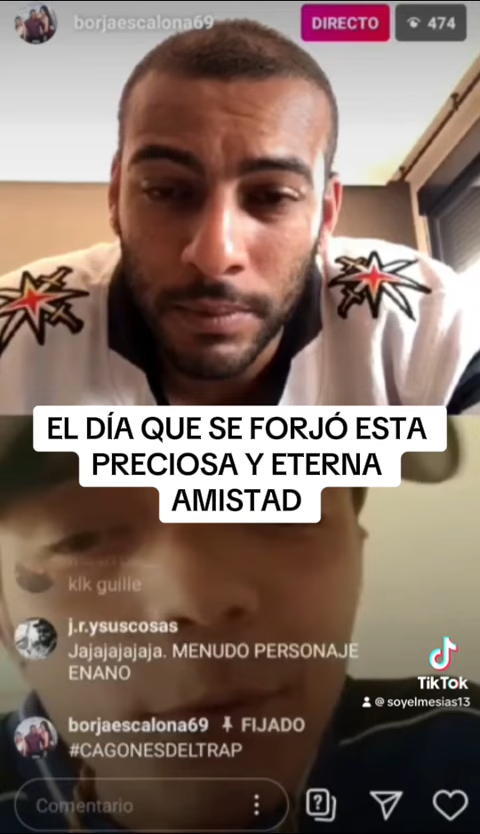 borjaescalona69
DIRECTO
474
EL DÍA QUE SE FORJÓ ESTA
PRECIOSA Y ETERNA
AMISTAD
klk guille
j.r.ysuscosas
Jajajajajaja. MENUDO PERSONAJE
ENANO
TikTok
@soyelmesias13
borjaescalona69 FIJADO
#CAGONESDELTRAP
Comentario